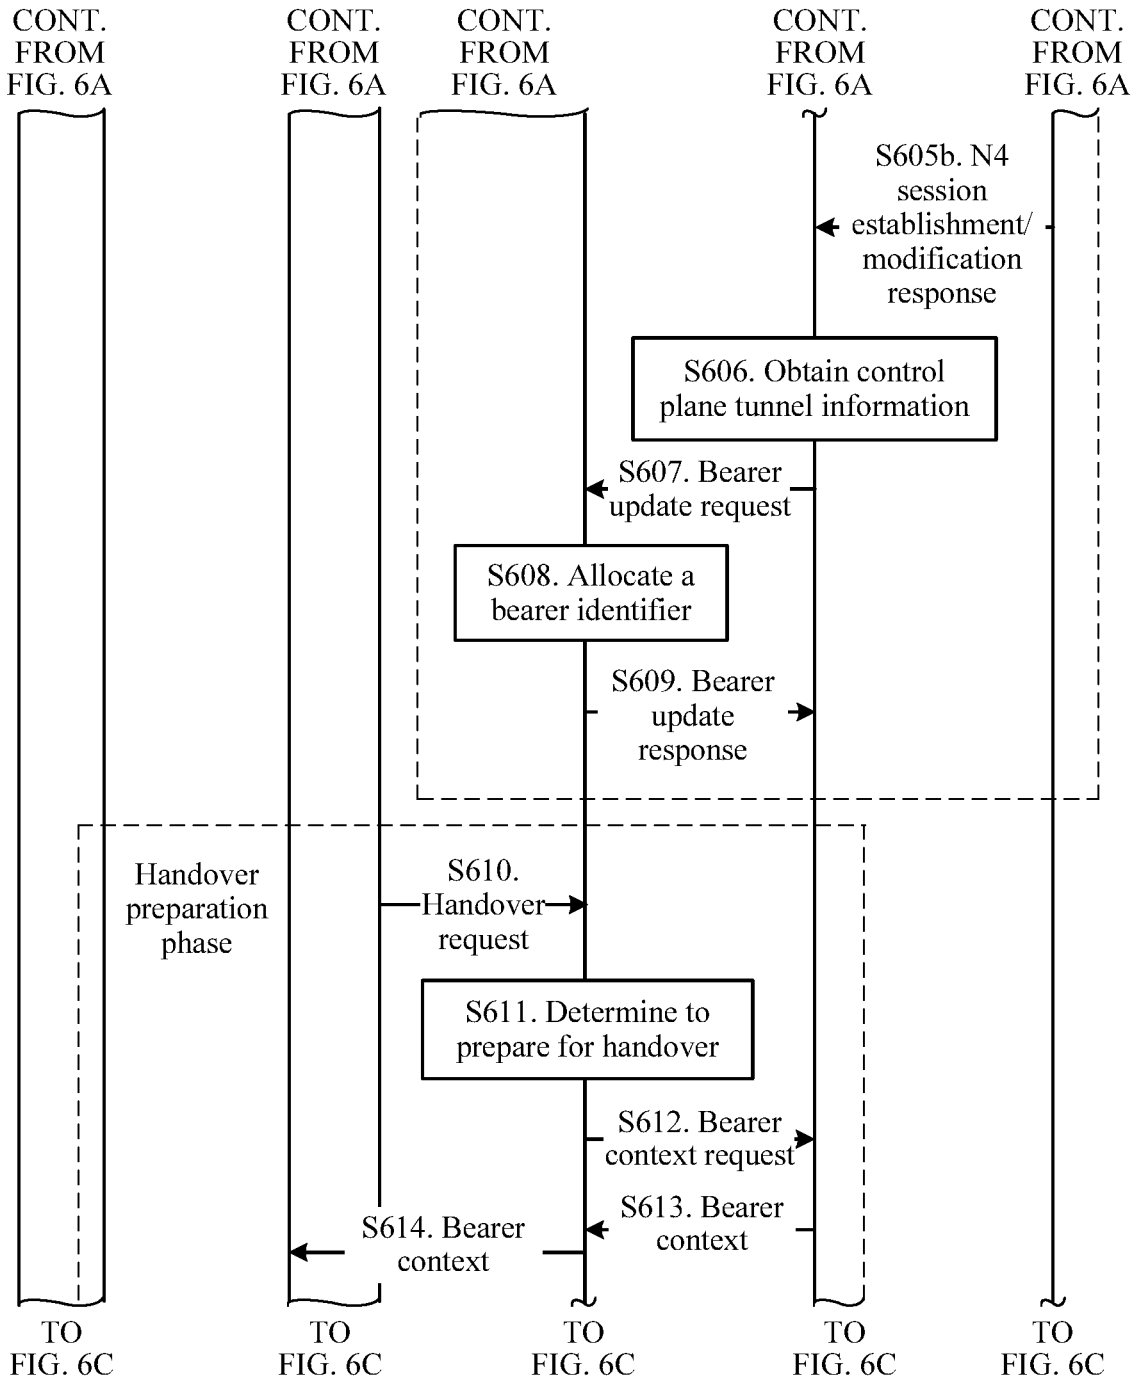 CONT.
FROM
FIG. 6A
CONT.
FROM
FIG. 6A
CONT.
FROM
FIG. 6A
CONT.
FROM
FIG. 6A
CONT.
FROM
FIG. 6A
S605b. N4
session
establishment/
modification
response
S606. Obtain control
plane tunnel information
S607. Bearer
update request
S608. Allocate a
bearer identifier
S609. Bearer
update
response
Handover
preparation
phase
S610.
Handover
request
S611. Determine to
prepare for handover
S612. Bearer
context request
S613. Bearer
context
S614. Bearer
context
TO
FIG. 6C
TO
FIG. 6C
TO
FIG. 6C
TO
FIG. 6C
TO
FIG. 6C